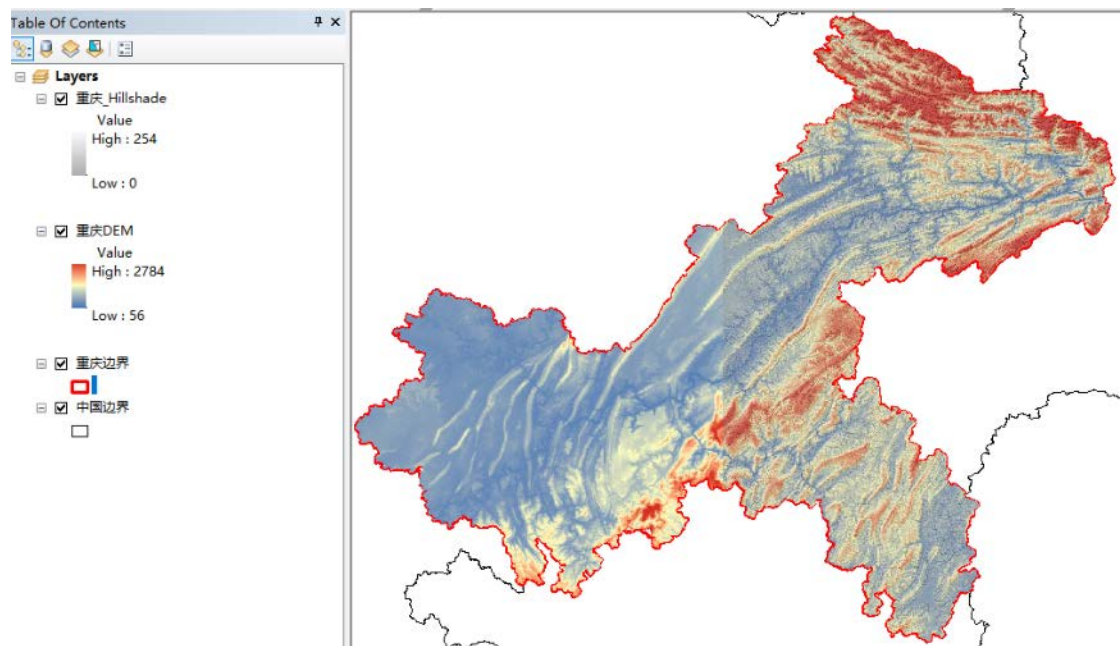 Table Of Contents
Layers
重庆_Hillshade
Value
High : 254
Low : 0
重庆DEM
Value
High : 2784
Low : 56
重庆边界
中国边界